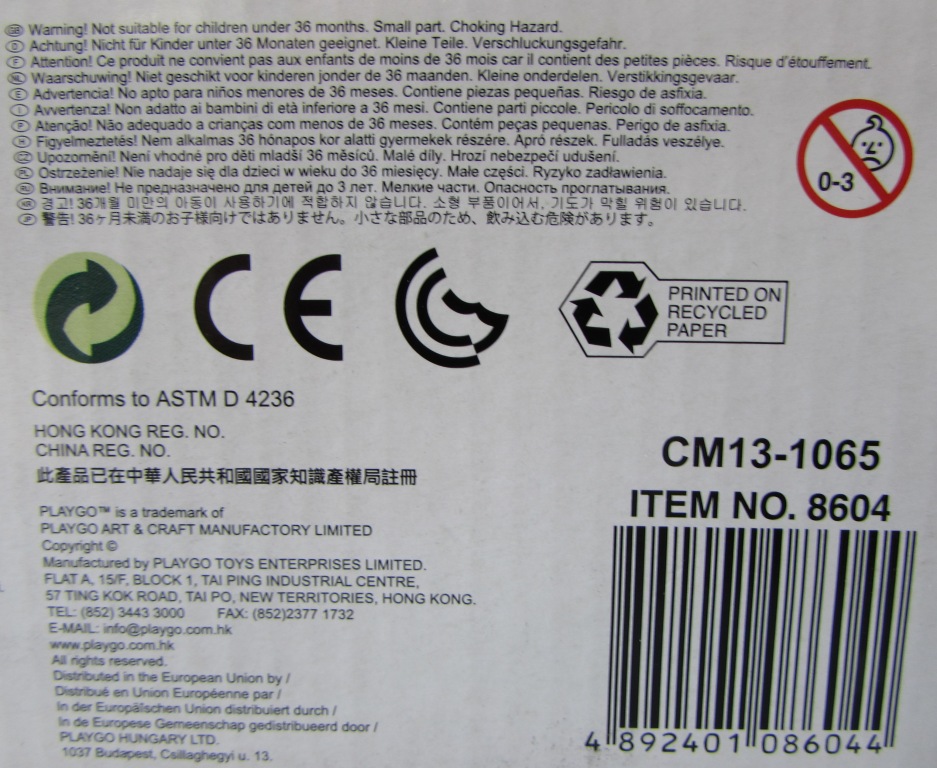 GB Warning! Not suitable for children under 36 months. Small part. Choking Hazard.
D Achtung! Nicht für Kinder unter 36 Monaten geeignet. Kleine Teile. Verschluckungsgefahr.
F Attention! Ce produit ne convient pas aux enfants de moins de 36 mois car il contient des petites pièces. Risque d'étouffement.
NL Waarschuwing! Niet geschikt voor kinderen jonder de 36 maanden. Kleine onderdelen. Verstikkingsgevaar.
E Advertencia! No apto para niños menores de 36 meses. Contiene piezas pequeñas. Riesgo de asfixia.
I Avvertenza! Non adatto ai bambini di età inferiore a 36 mesi. Contiene parti piccole. Pericolo di soffocamento.
P Atenção! Não adequado a crianças com menos de 36 meses. Contém peças pequenas. Perigo de asfixia.
H Figyelmeztetés! Nem alkalmas 36 hónapos kor alatti gyermekek részére. Apró részek. Fulladás veszélye.
CZ Upozornění! Není vhodné pro děti mladší 36 měsíců. Malé díly. Hrozí nebezpečí udušení.
PL Ostrzeżenie! Nie nadaje się dla dzieci w wieku do 36 miesięcy. Małe części. Ryzyko zadławienia.
RU Внимание! Не предназначено для детей до 3 лет. Мелкие части. Опасность проглатывания.
KR 경고! 36개월 미만의 아동이 사용하기에 적합하지 않습니다. 소형 부품이어서, 기도가 막힐 위험이 있습니다.
JP 警告! 36ヶ月未満のお子様向けではありません。小さな部品のため、飲み込む危険があります。
0-3
CE
PRINTED ON
RECYCLED
PAPER
Conforms to ASTM D 4236
HONG KONG REG. NO.
CHINA REG. NO.
此產品已在中華人民共和國國家知識產權局註冊
CM13-1065
ITEM NO. 8604
PLAYGO™ is a trademark of
PLAYGO ART & CRAFT MANUFACTORY LIMITED
Copyright ©
Manufactured by PLAYGO TOYS ENTERPRISES LIMITED.
FLAT A, 15/F, BLOCK 1, TAI PING INDUSTRIAL CENTRE,
57 TING KOK ROAD, TAI PO, NEW TERRITORIES, HONG KONG.
TEL: (852) 3443 3000 FAX: (852)2377 1732
E-MAIL: info@playgo.com.hk
www.playgo.com.hk
All rights reserved.
Distributed in the European Union by /
Distribué en Union Européenne par /
In der Europäischen Union distributiert durch /
In de Europese Gemeenschap gedistribueerd door /
PLAYGO HUNGARY LTD.
1037 Budapest, Csillaghegyi u. 13.
4 892401 086044